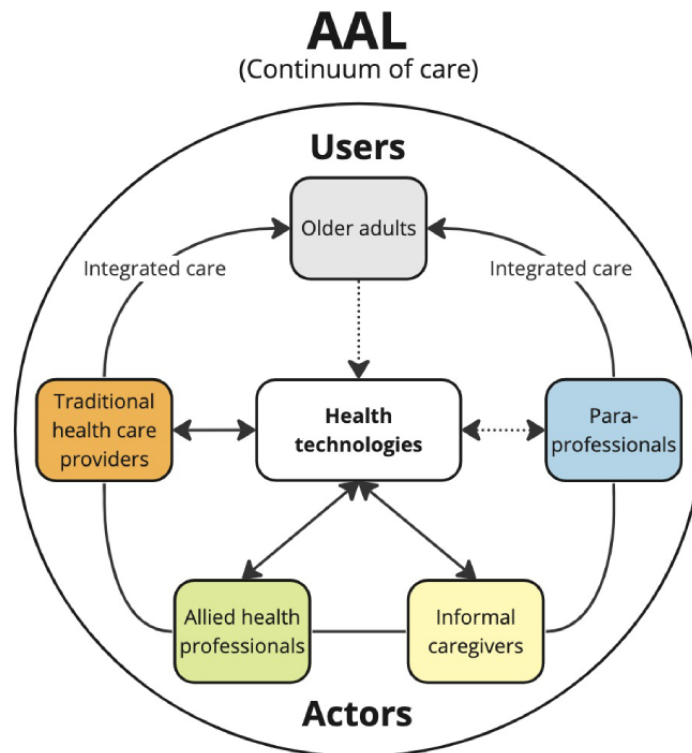 AAL
(Continuum of care)
Users
Older adults
Integrated care
Integrated care
Traditional
health care
providers
Health
technologies
Para-
professionals
Allied health
professionals
Informal
caregivers
Actors